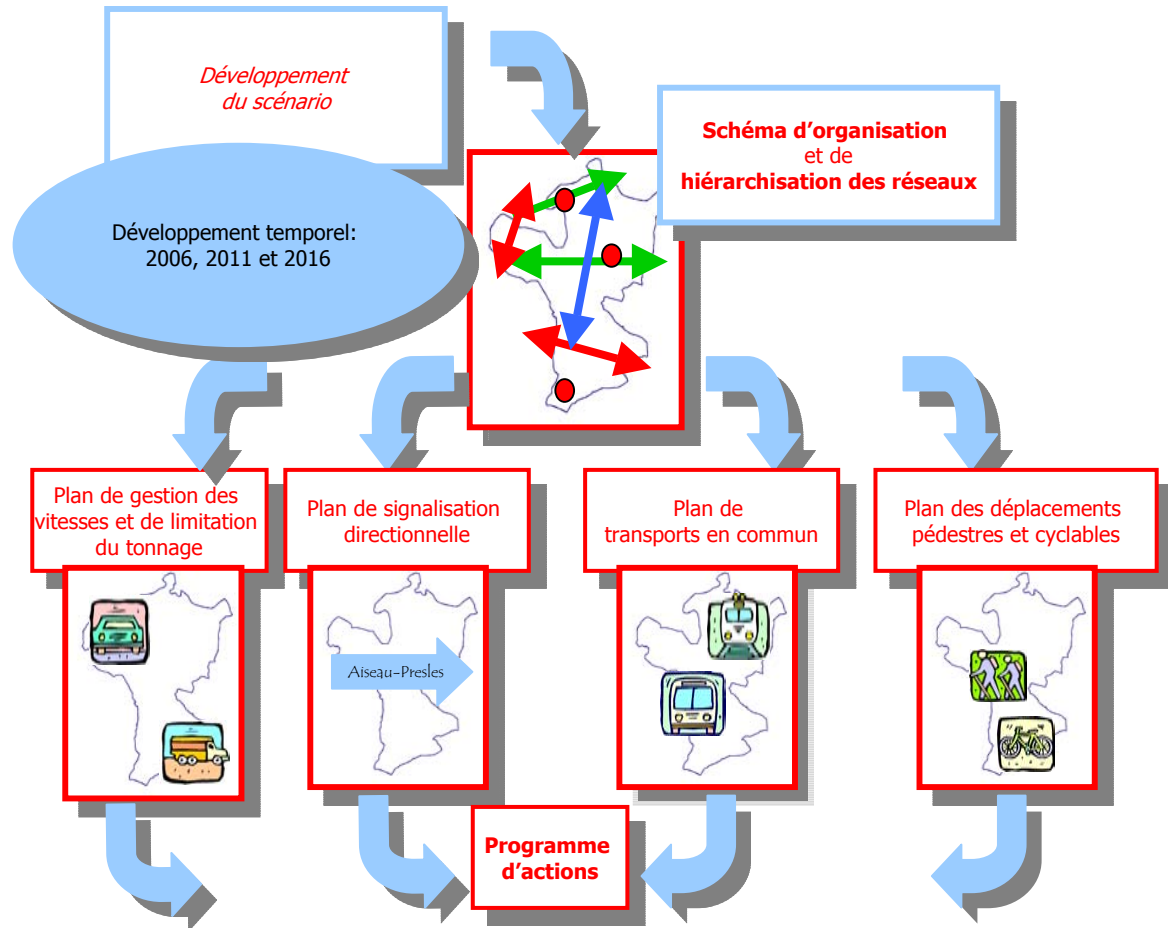 Développement
du scénario
Schéma d'organisation
et de
hiérarchisation des réseaux
Développement temporel:
2006, 2011 et 2016
Plan de gestion des
vitesses et de limitation
du tonnage
Plan de signalisation
directionnelle
Plan de
transports en commun
Plan des déplacements
pédestres et cyclables
Aiseau-Presles
Programme
d'actions